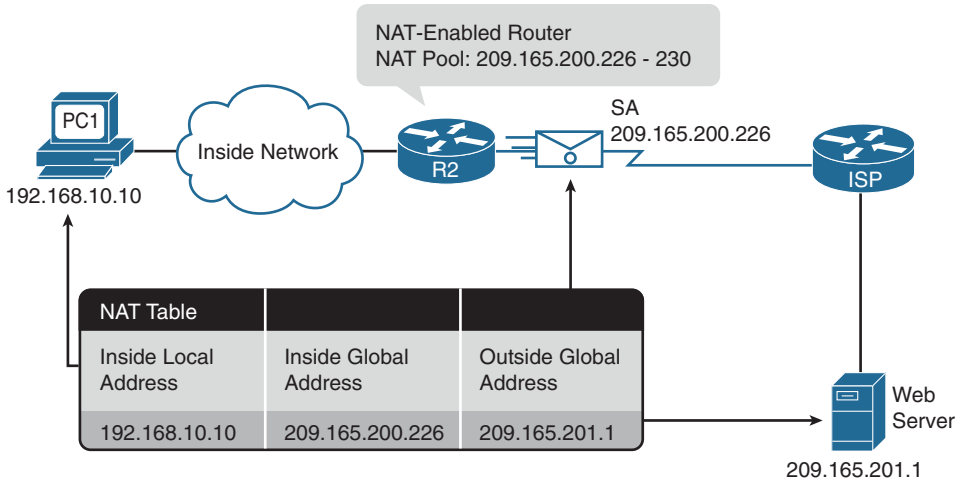 NAT-Enabled Router
NAT Pool: 209.165.200.226 - 230
PC1
192.168.10.10
Inside Network
R2
SA
209.165.200.226
ISP
NAT Table
Inside Local
Address
Inside Global
Address
Outside Global
Address
192.168.10.10
209.165.200.226
209.165.201.1
Web
Server
209.165.201.1